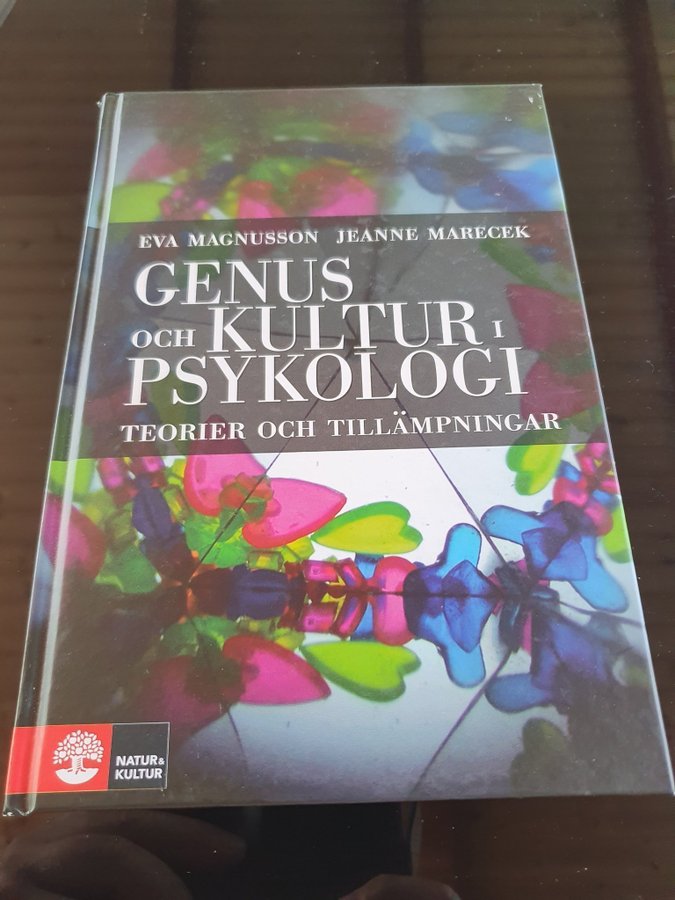 EVA MAGNUSSON JEANNE MARECEK
GENUS
OCH KULTUR I
PSYKOLOGI
TEORIER OCH TILLÄMPNINGAR
NATUR&
KULTUR